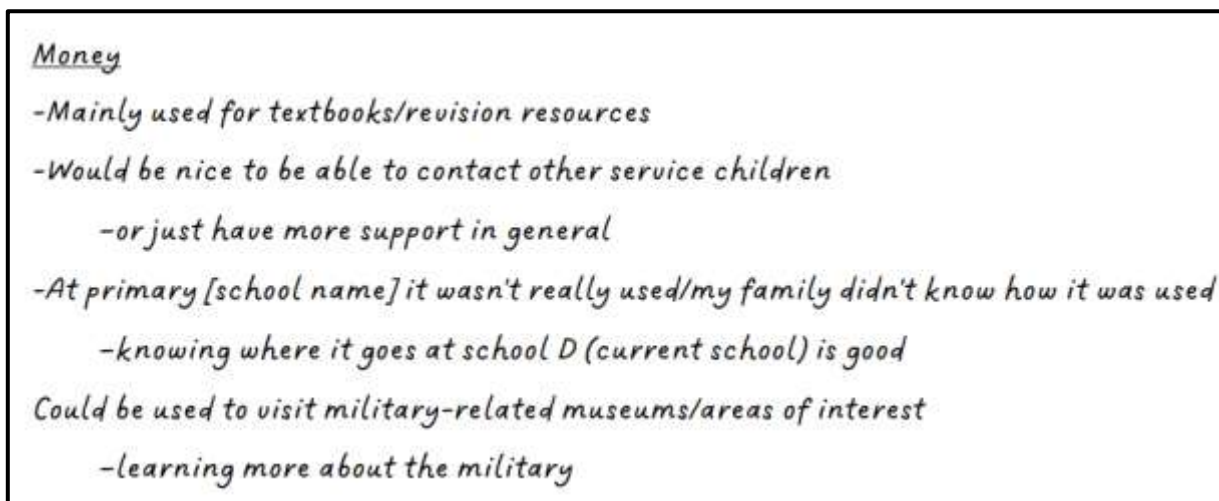 Money
-Mainly used for textbooks/revision resources
-Would be nice to be able to contact other service children
-or just have more support in general
-At primary [school name] it wasn't really used/my family didn't know how it was used
-knowing where it goes at school D (current school) is good
Could be used to visit military-related museums/areas of interest
-learning more about the military